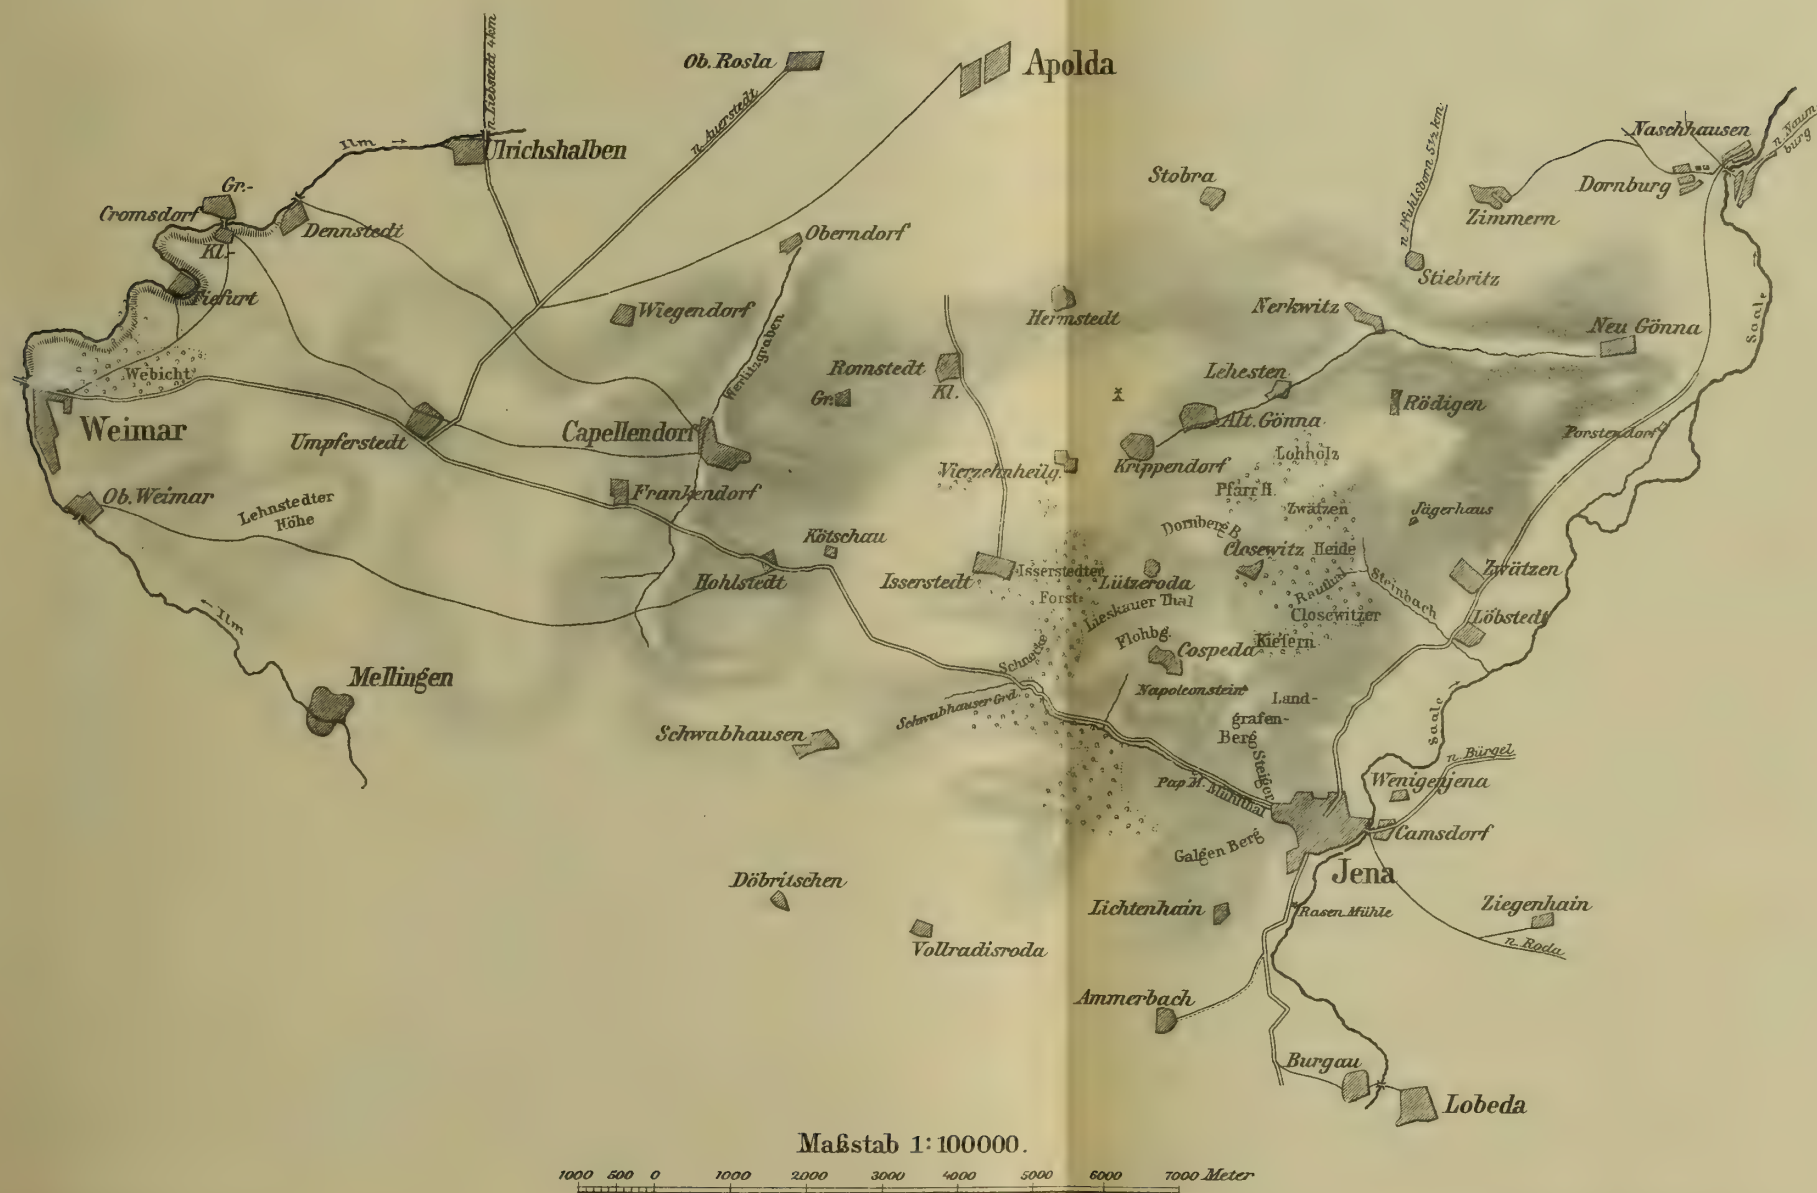 n. Liebstedt 4 km
Ob. Rosla
Apolda
n. Auerstedt
Ilm
Ulrichshalben
Naschhausen
n. Naum
burg
Gr.-
Cromsdorf
Kl.-
Dennstedt
Stobra
n. Pfuhlsborn 5 1/2 km.
Zimmern
Dornburg
Oberndorf
Tiefurt
Wiegendorf
Hermstedt
Stiebritz
Nerkwitz
Neu Gönna
Saale
Webicht
Werlitzgraben
Romstedt
Gr.
Kl.
Lehesten
Rödigen
Weimar
Umpferstedt
Capellendorf
Alt. Gönna
Krippendorf
Vierzehnheilg.
Lohholz
Porstendorf
Ob. Weimar
Lehnstedter
Höhe
Frankendorf
Pfarr H.
Zwätzen
Heide
Jägerhaus
Dornberg B.
Kötschau
Hohlstedt
Isserstedt
Isserstedter
Forst
Lützeroda
Closewitz
Rauthal
Steinbach
Zwätzen
Lieskauer Thal
Closewitzer
Kiefern
Löbstedt
Ilm
Schnecke
Flohbg.
Cospeda
Mellingen
Schwabhauser Grd.
Napoleonstein
Land-
grafen-
Berg
Steiger
Saale
Schwabhausen
Pap M.
Mühlthal
n. Bürgel
Wenigenjena
Camsdorf
Galgen Berg
Jena
Döbritschen
Lichtenhain
Rasen Mühle
Ziegenhain
n. Roda
Vollradisroda
Ammerbach
Burgau
Lobeda
Maßstab 1:100000.
1000 500 0 1000 2000 3000 4000 5000 6000 7000 Meter